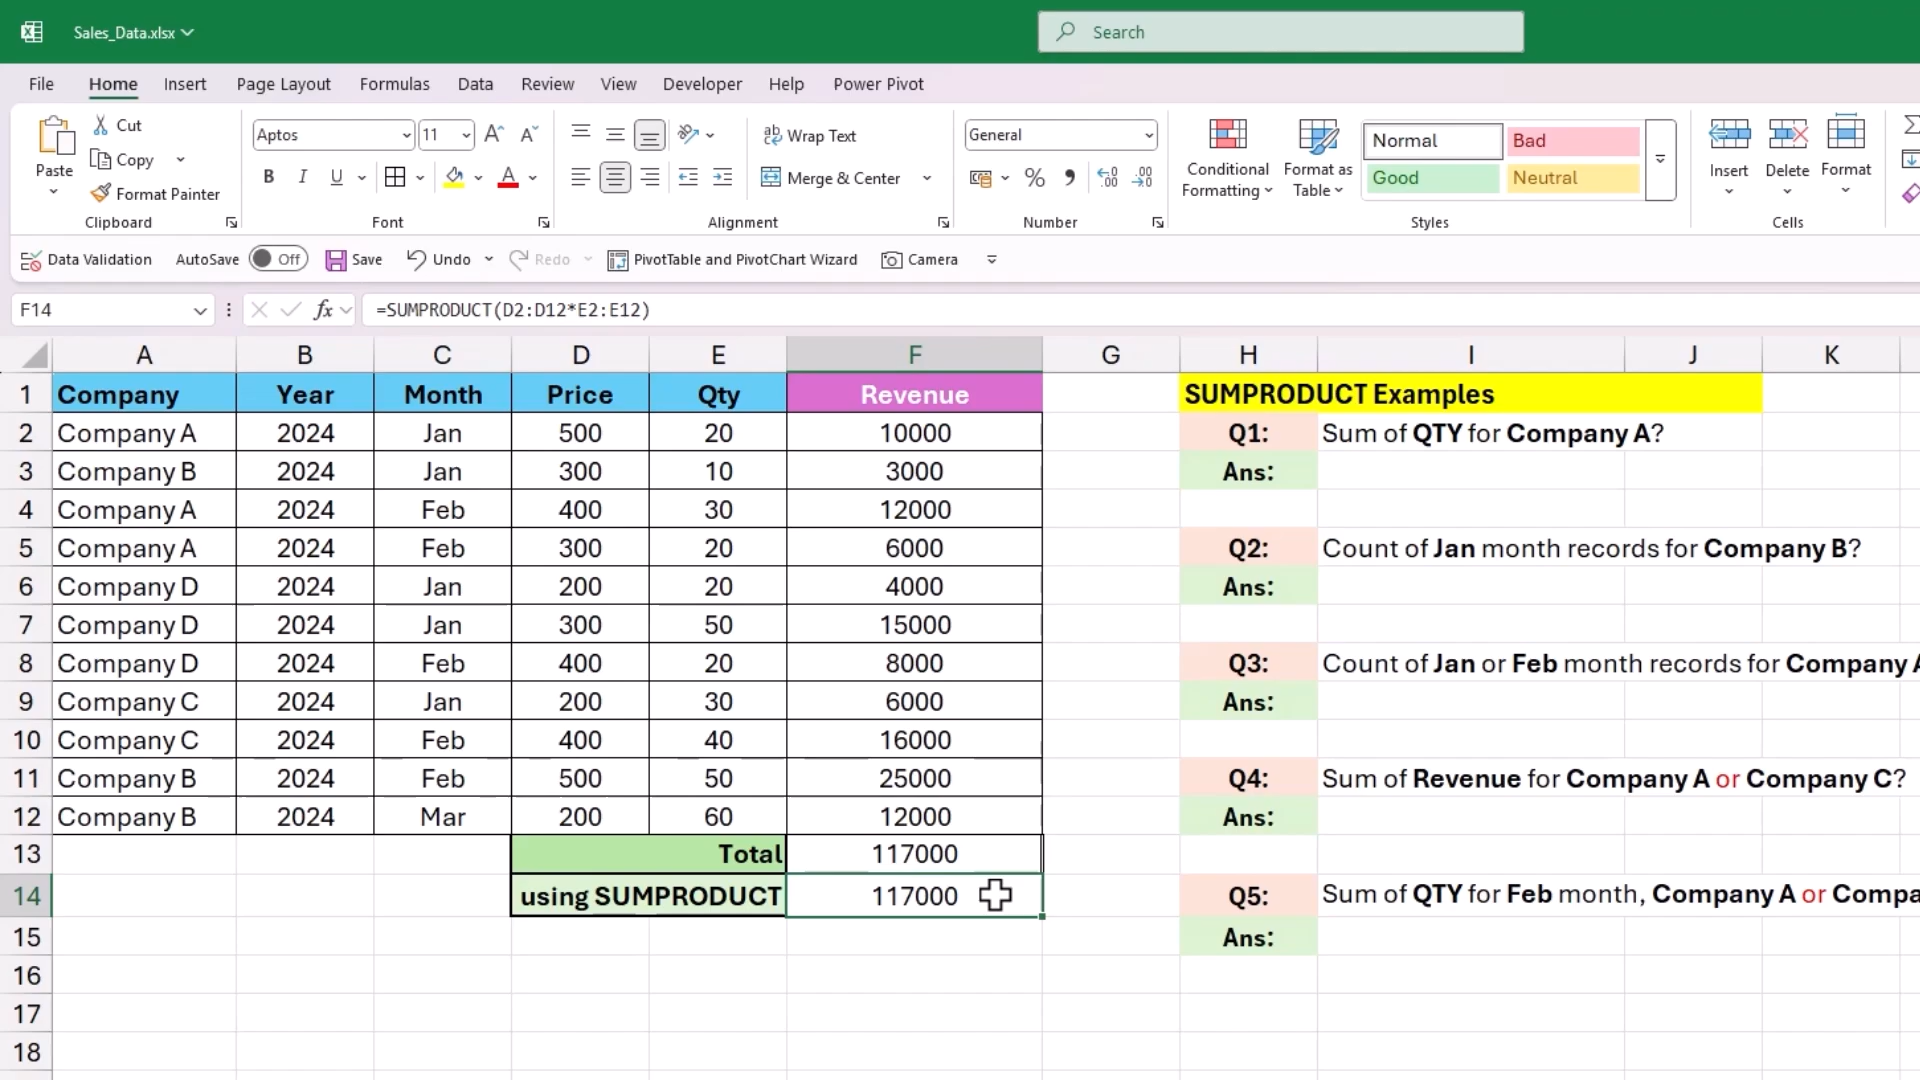 Sales_Data.xlsx
Search
File Home Insert Page Layout Formulas Data Review View Developer Help Power Pivot
Paste
Cut
Copy
Format Painter
Clipboard
Aptos 11
B I U
Font
Wrap Text
Merge & Center
Alignment
General
Number
Conditional Formatting
Format as Table
Normal Bad
Good Neutral
Styles
Insert Delete Format
Cells
Data Validation AutoSave Off Save Undo Redo PivotTable and PivotChart Wizard Camera
F14 fx =SUMPRODUCT(D2:D12*E2:E12)
A B C D E F G H I J K
1 Company Year Month Price Qty Revenue SUMPRODUCT Examples
2 Company A 2024 Jan 500 20 10000 Q1: Sum of QTY for Company A?
3 Company B 2024 Jan 300 10 3000 Ans:
4 Company A 2024 Feb 400 30 12000
5 Company A 2024 Feb 300 20 6000 Q2: Count of Jan month records for Company B?
6 Company D 2024 Jan 200 20 4000 Ans:
7 Company D 2024 Jan 300 50 15000
8 Company D 2024 Feb 400 20 8000 Q3: Count of Jan or Feb month records for Company
9 Company C 2024 Jan 200 30 6000 Ans:
10 Company C 2024 Feb 400 40 16000
11 Company B 2024 Feb 500 50 25000 Q4: Sum of Revenue for Company A or Company C?
12 Company B 2024 Mar 200 60 12000 Ans:
13 Total 117000
14 using SUMPRODUCT 117000 Q5: Sum of QTY for Feb month, Company A or Compa
15 Ans:
16
17
18